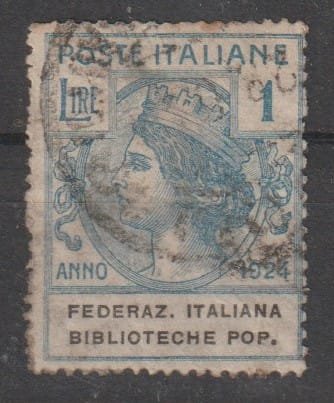 POSTE ITALIANE
LIRE 1
ANNO 1924
FEDERAZ. ITALIANA
BIBLIOTECHE POP.